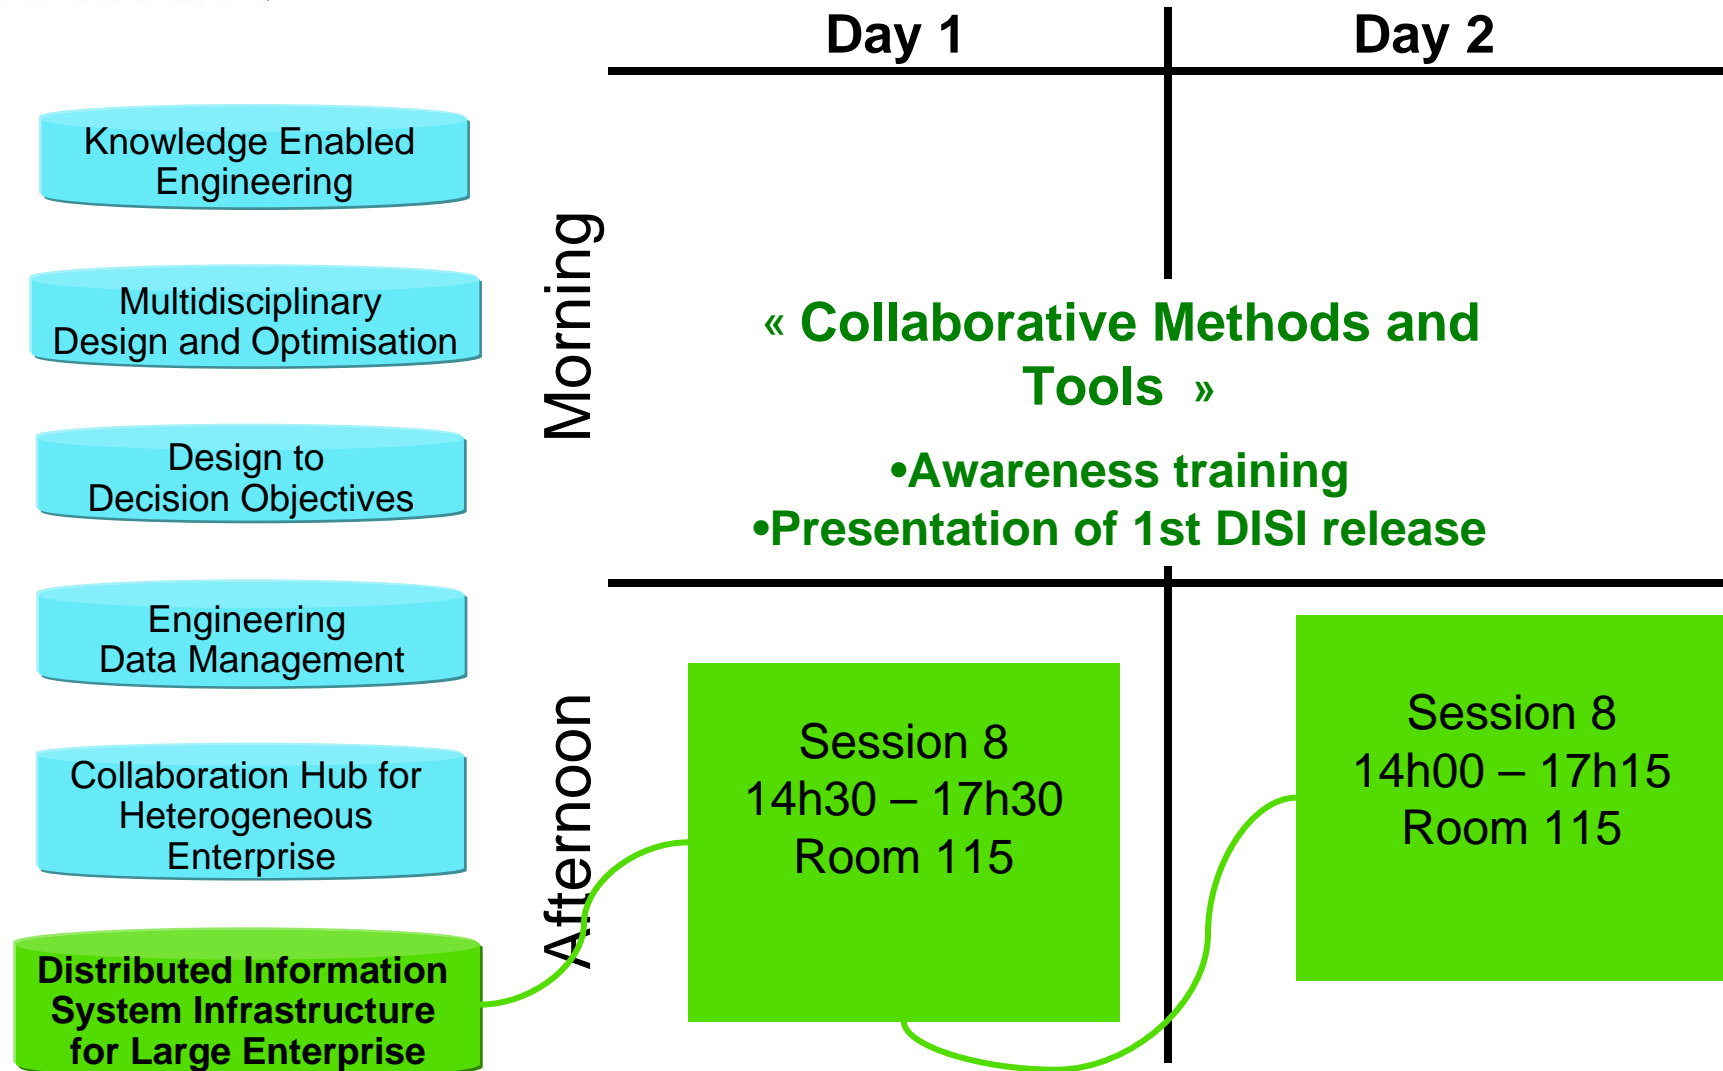 Day 1
Day 2
Knowledge Enabled
Engineering
Multidisciplinary
Design and Optimisation
Design to
Decision Objectives
Engineering
Data Management
Collaboration Hub for
Heterogeneous
Enterprise
Distributed Information
System Infrastructure
for Large Enterprise
Morning
« Collaborative Methods and
Tools »
•Awareness training
•Presentation of 1st DISI release
Afternoon
Session 8
14h30 – 17h30
Room 115
Session 8
14h00 – 17h15
Room 115